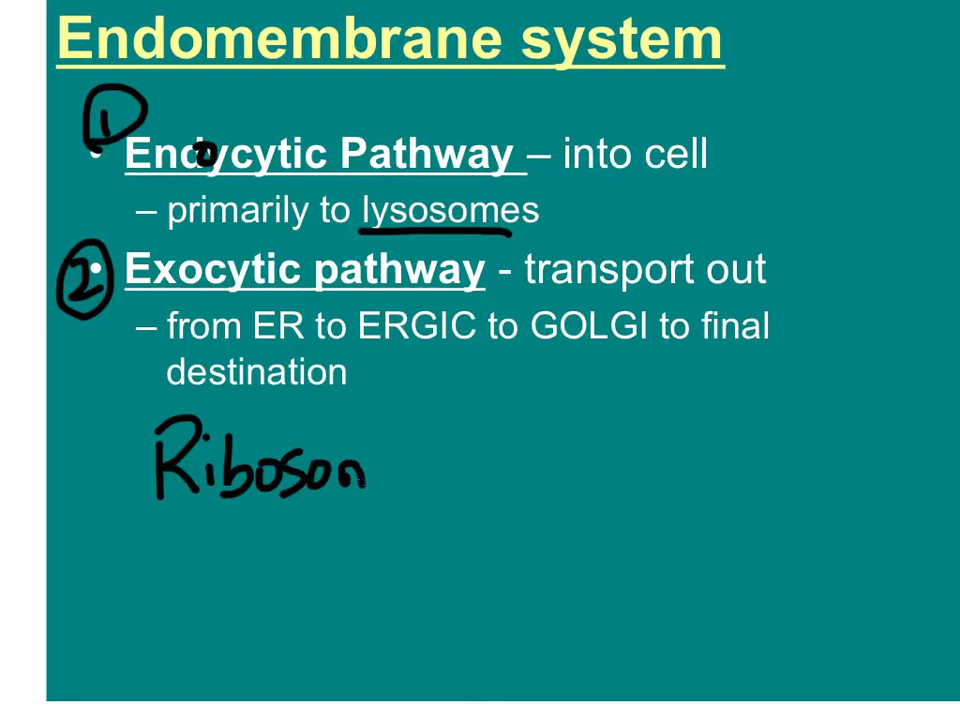 Endomembrane system
1
• Endycytic Pathway – into cell
– primarily to lysosomes
2
• Exocytic pathway - transport out
– from ER to ERGIC to GOLGI to final
destination
Riboson